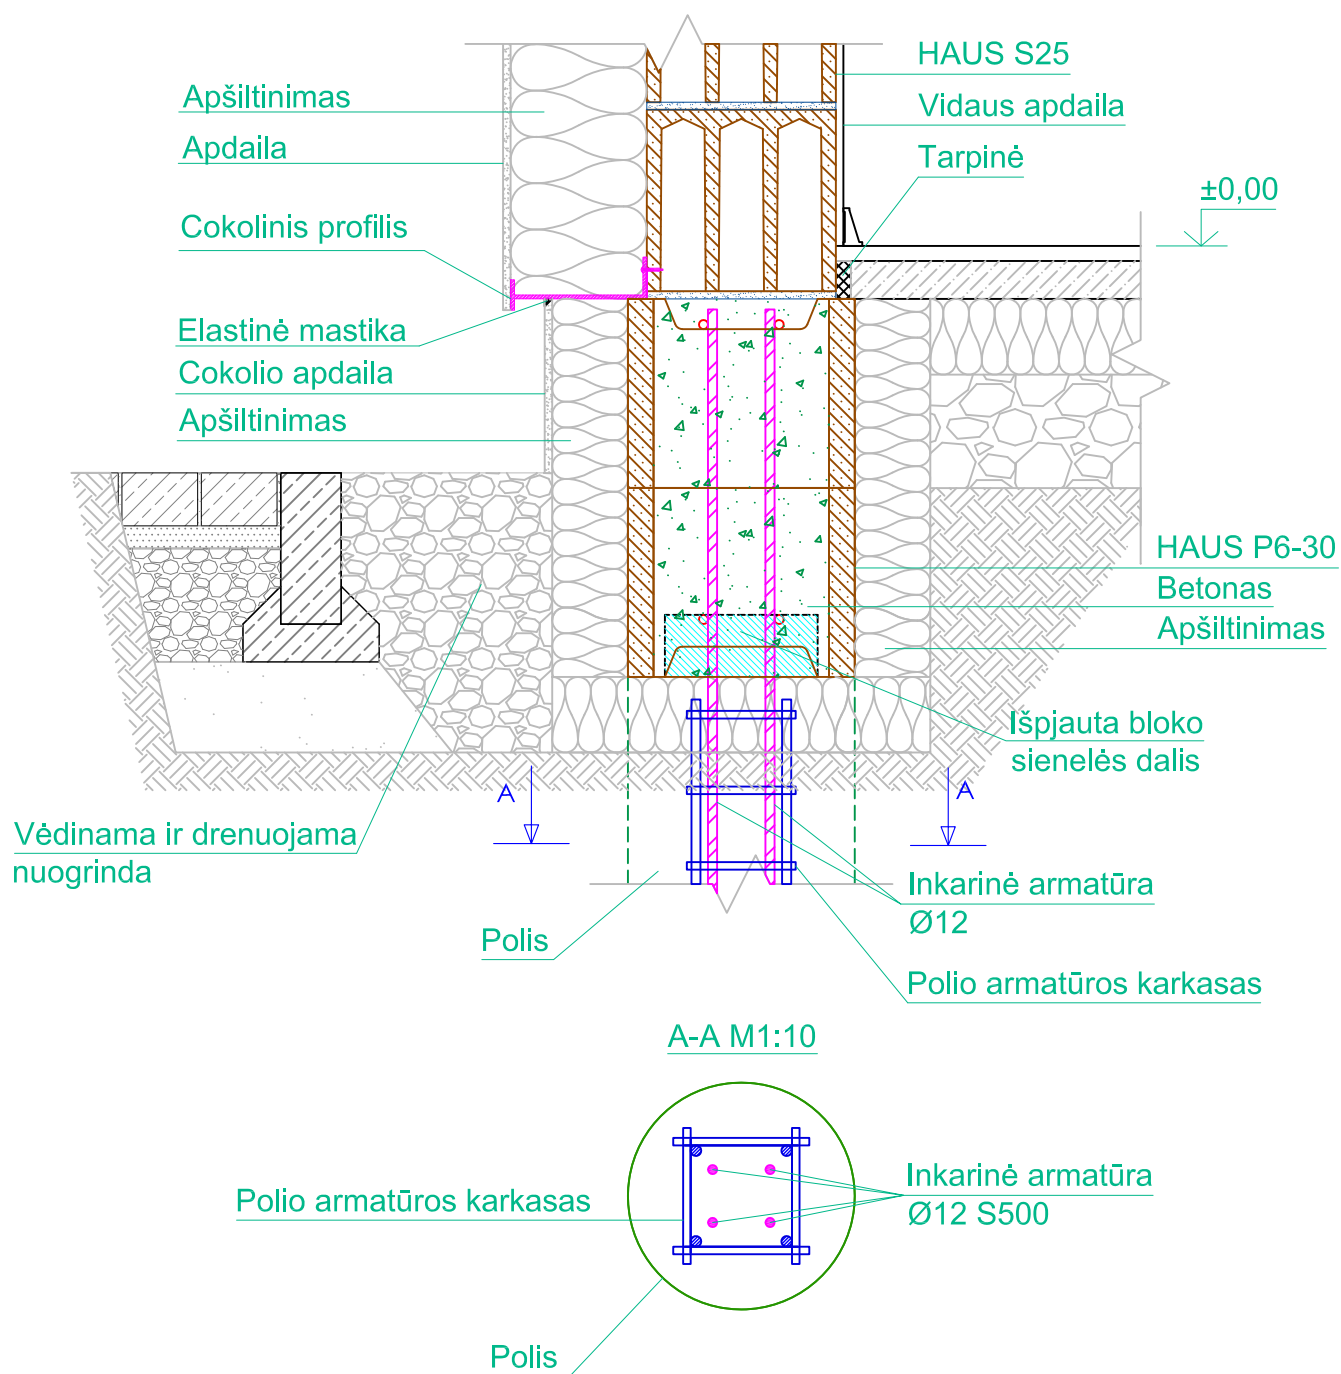 HAUS S25
Apšiltinimas
Vidaus apdaila
Apdaila
Tarpinė
±0,00
Cokolinis profilis
Elastinė mastika
Cokolio apdaila
Apšiltinimas
HAUS P6-30
Betonas
Apšiltinimas
Išpjauta bloko
sienelės dalis
A
A
Vėdinama ir drenuojama
nuogrinda
Inkarinė armatūra
Ø12
Polis
Polio armatūros karkasas
A-A M1:10
Inkarinė armatūra
Ø12 S500
Polio armatūros karkasas
Polis